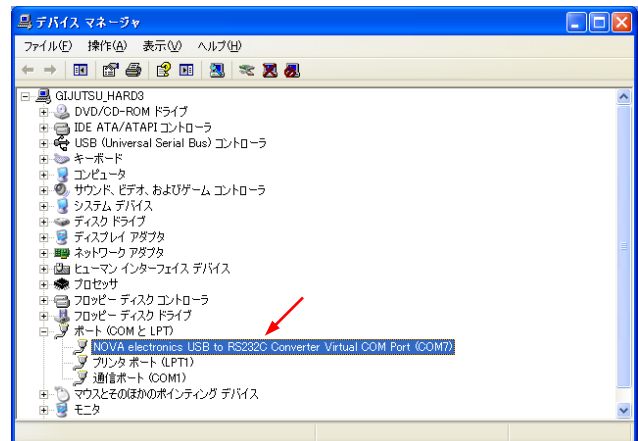 デバイス マネージャ
ファイル(F) 操作(A) 表示(V) ヘルプ(H)
GIJUTSU_HARD3
DVD/CD-ROM ドライブ
IDE ATA/ATAPI コントローラ
USB (Universal Serial Bus) コントローラ
キーボード
コンピュータ
サウンド、ビデオ、およびゲーム コントローラ
システム デバイス
ディスク ドライブ
ディスプレイ アダプタ
ネットワーク アダプタ
ヒューマン インターフェイス デバイス
プロセッサ
フロッピー ディスク コントローラ
フロッピー ディスク ドライブ
ポート (COM と LPT)
NOVA electronics USB to RS232C Converter Virtual COM Port (COM7)
プリンタ ポート (LPT1)
通信ポート (COM1)
マウスとそのほかのポインティング デバイス
モニタ